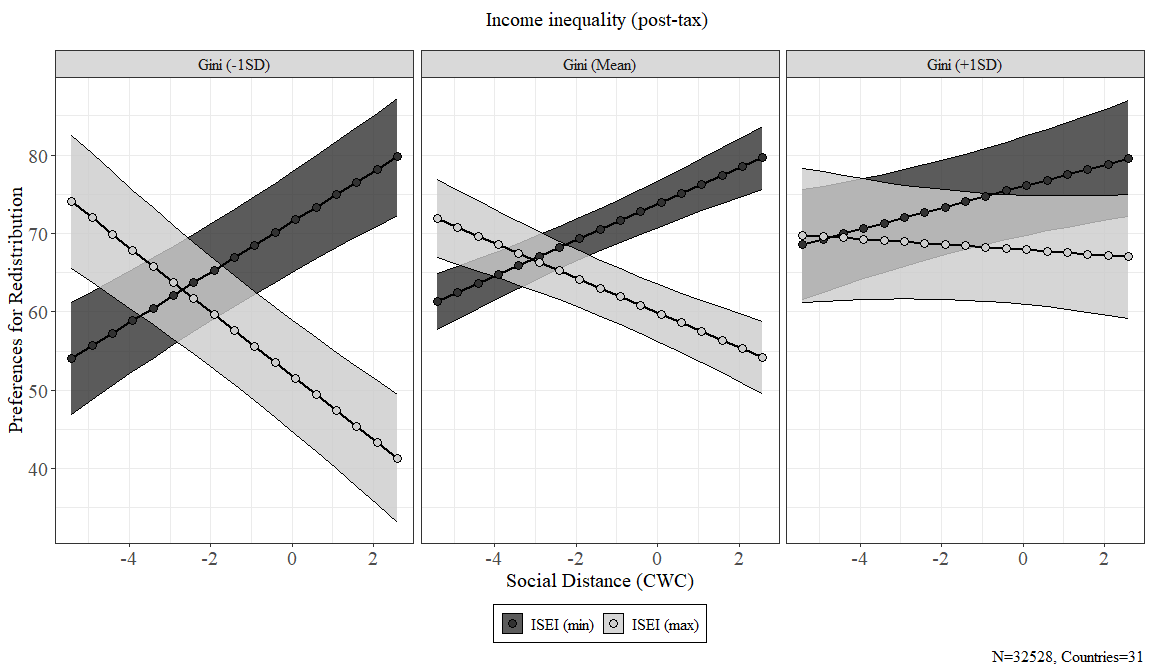 Income inequality (post-tax)
Gini (-1SD) Gini (Mean) Gini (+1SD)
Preferences for Redistribution
80
70
60
50
40
-4 -2 0 2 -4 -2 0 2 -4 -2 0 2
Social Distance (CWC)
ISEI (min) ISEI (max)
N=32528, Countries=31